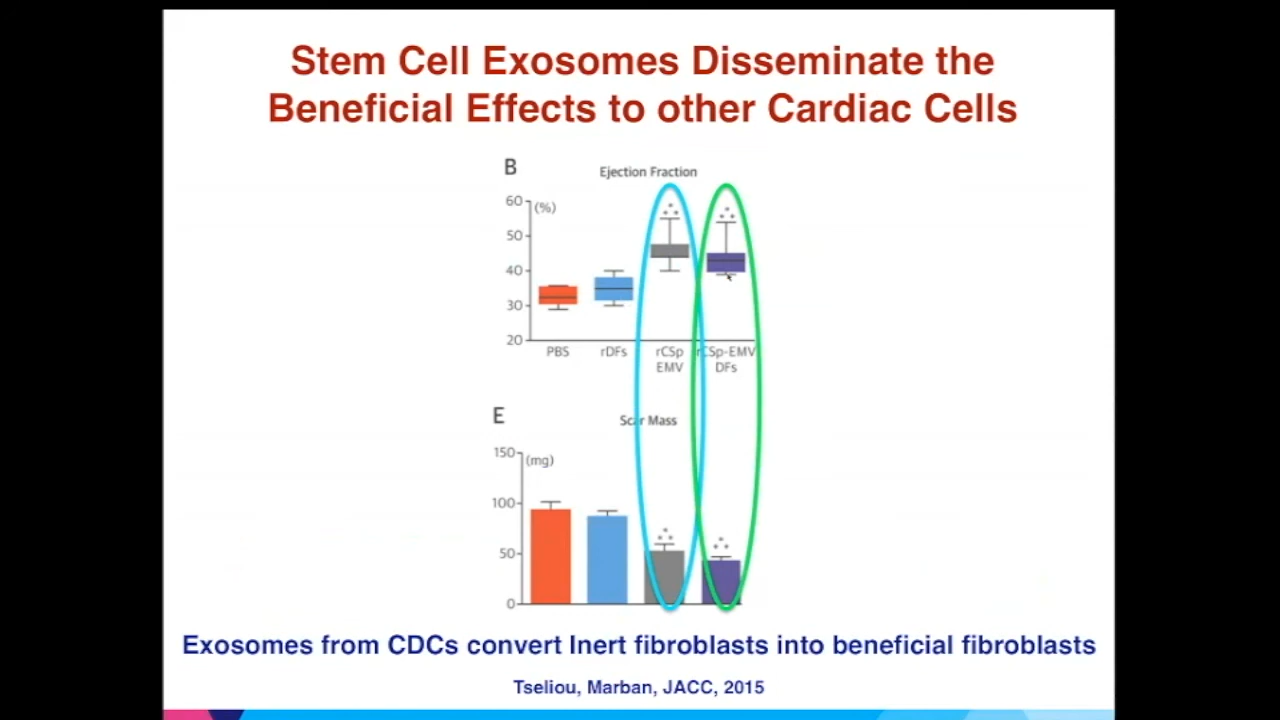 Stem Cell Exosomes Disseminate the
Beneficial Effects to other Cardiac Cells
B
Ejection Fraction
60
(%)
50
40
30
20
PBS
rDFs
rCSp
EMV
rCSp-EMV
DFs
E
Scar Mass
150
(mg)
100
50
0
Exosomes from CDCs convert Inert fibroblasts into beneficial fibroblasts
Tseliou, Marban, JACC, 2015